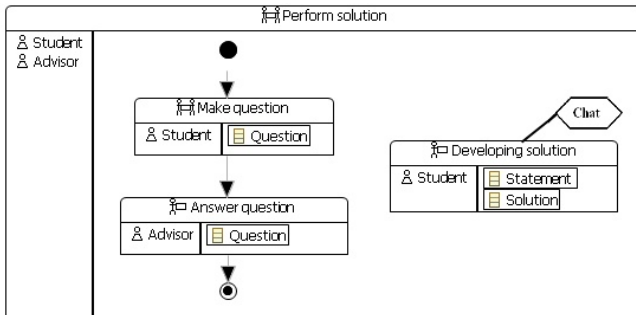 Perform solution
Student
Advisor
Make question
Student Question
Answer question
Advisor Question
Chat
Developing solution
Student Statement
Solution